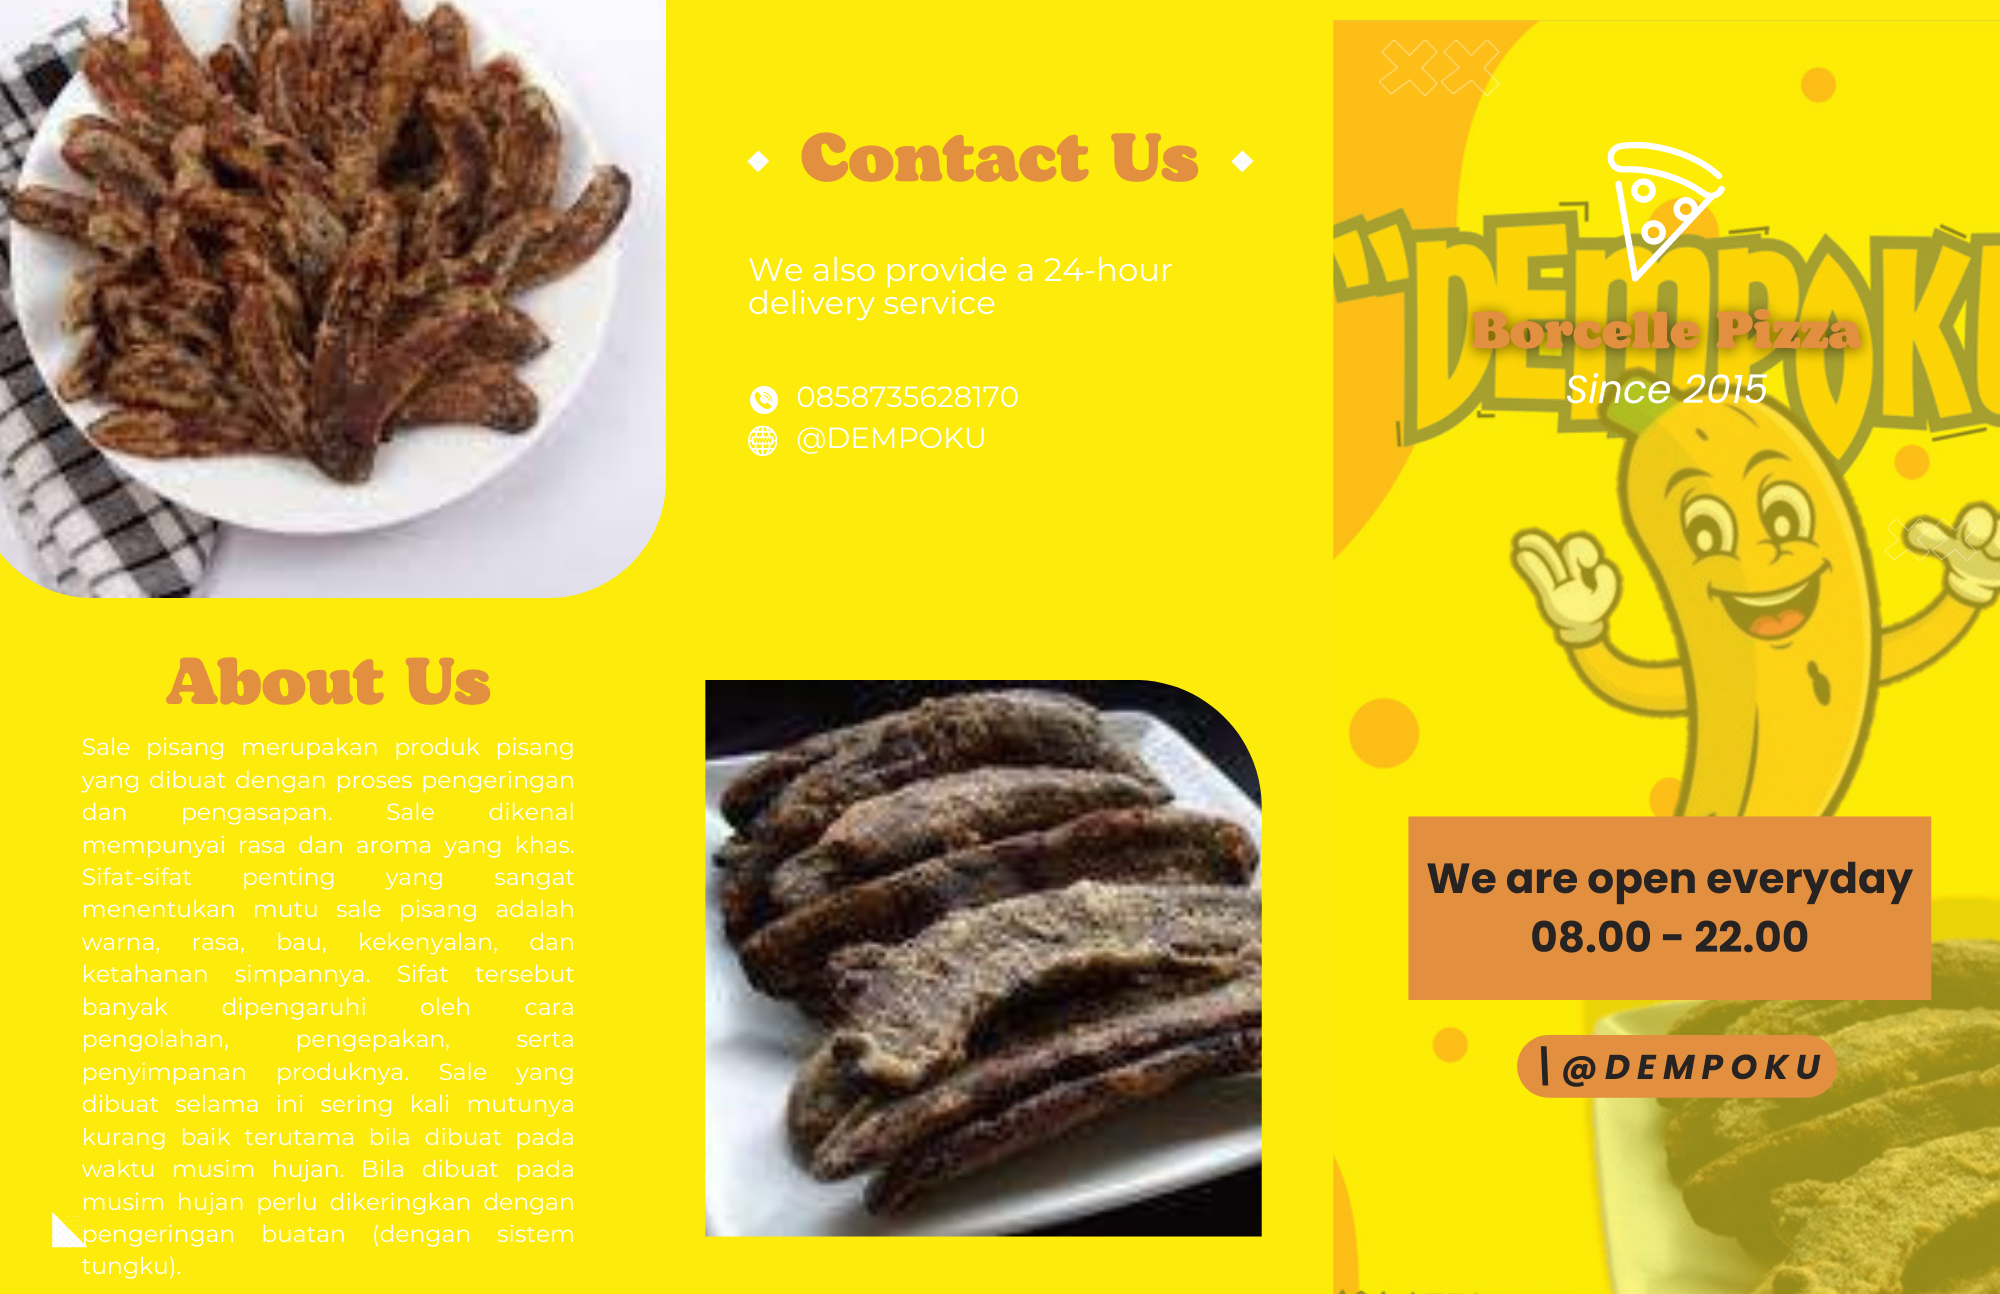 About Us
Sale pisang merupakan produk pisang
yang dibuat dengan proses pengeringan
dan pengasapan. Sale dikenal
mempunyai rasa dan aroma yang khas.
Sifat-sifat penting yang sangat
menentukan mutu sale pisang adalah
warna, rasa, bau, kekenyalan, dan
ketahanan simpannya. Sifat tersebut
banyak dipengaruhi oleh cara
pengolahan, pengepakan, serta
penyimpanan produknya. Sale yang
dibuat selama ini sering kali mutunya
kurang baik terutama bila dibuat pada
waktu musim hujan. Bila dibuat pada
musim hujan perlu dikeringkan dengan
pengeringan buatan (dengan sistem
tungku).
Contact Us
We also provide a 24-hour
delivery service
0858735628170
@DEMPOKU
"DEMPOKU
Borcelle Pizza
Since 2015
We are open everyday
08.00 - 22.00
|@DEMPOKU